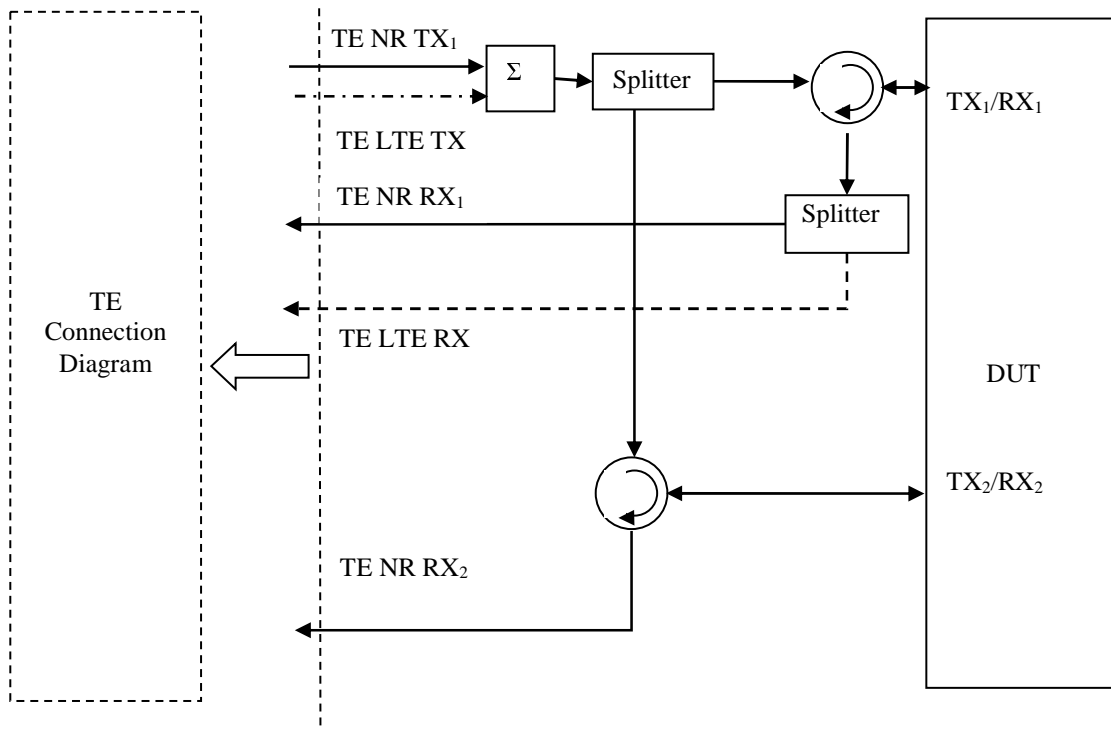 TE NR TX₁
Σ
Splitter
TX₁/RX₁
TE LTE TX
TE NR RX₁
Splitter
TE
Connection
Diagram
TE LTE RX
DUT
TX₂/RX₂
TE NR RX₂